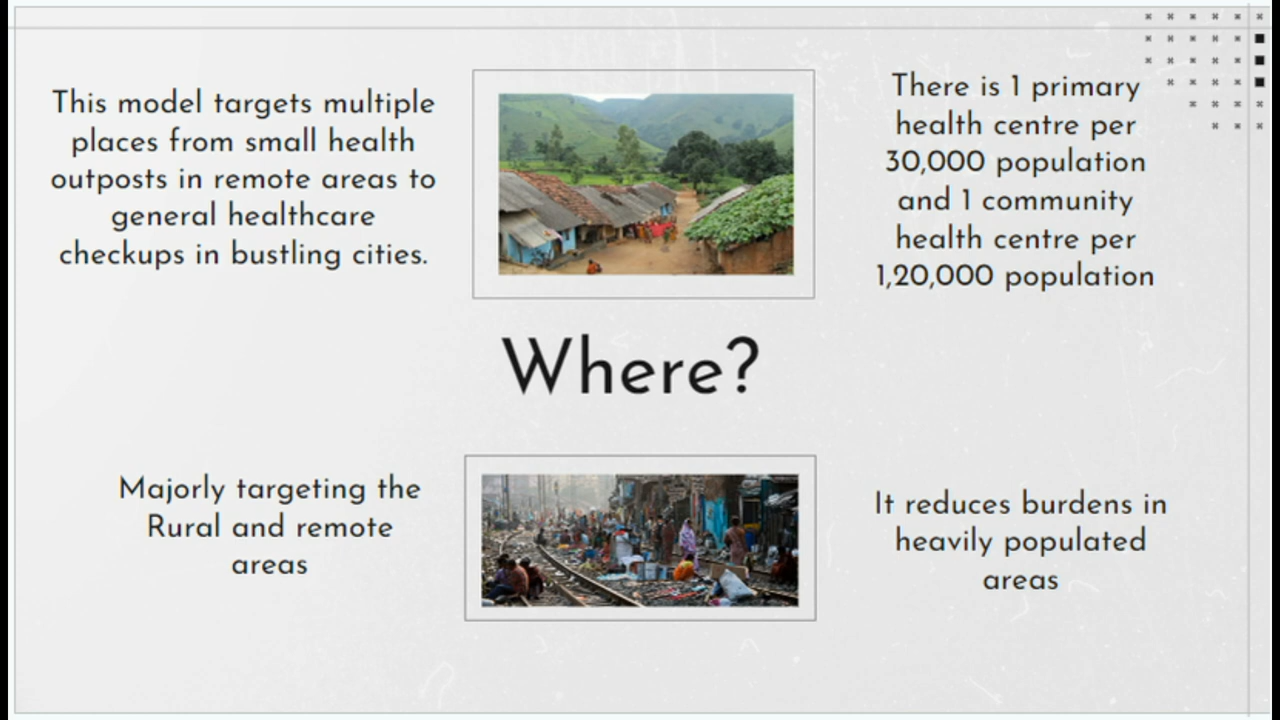 This model targets multiple
places from small health
outposts in remote areas to
general healthcare
checkups in bustling cities.
There is 1 primary
health centre per
30,000 population
and 1 community
health centre per
1,20,000 population
Where?
Majorly targeting the
Rural and remote
areas
It reduces burdens in
heavily populated
areas